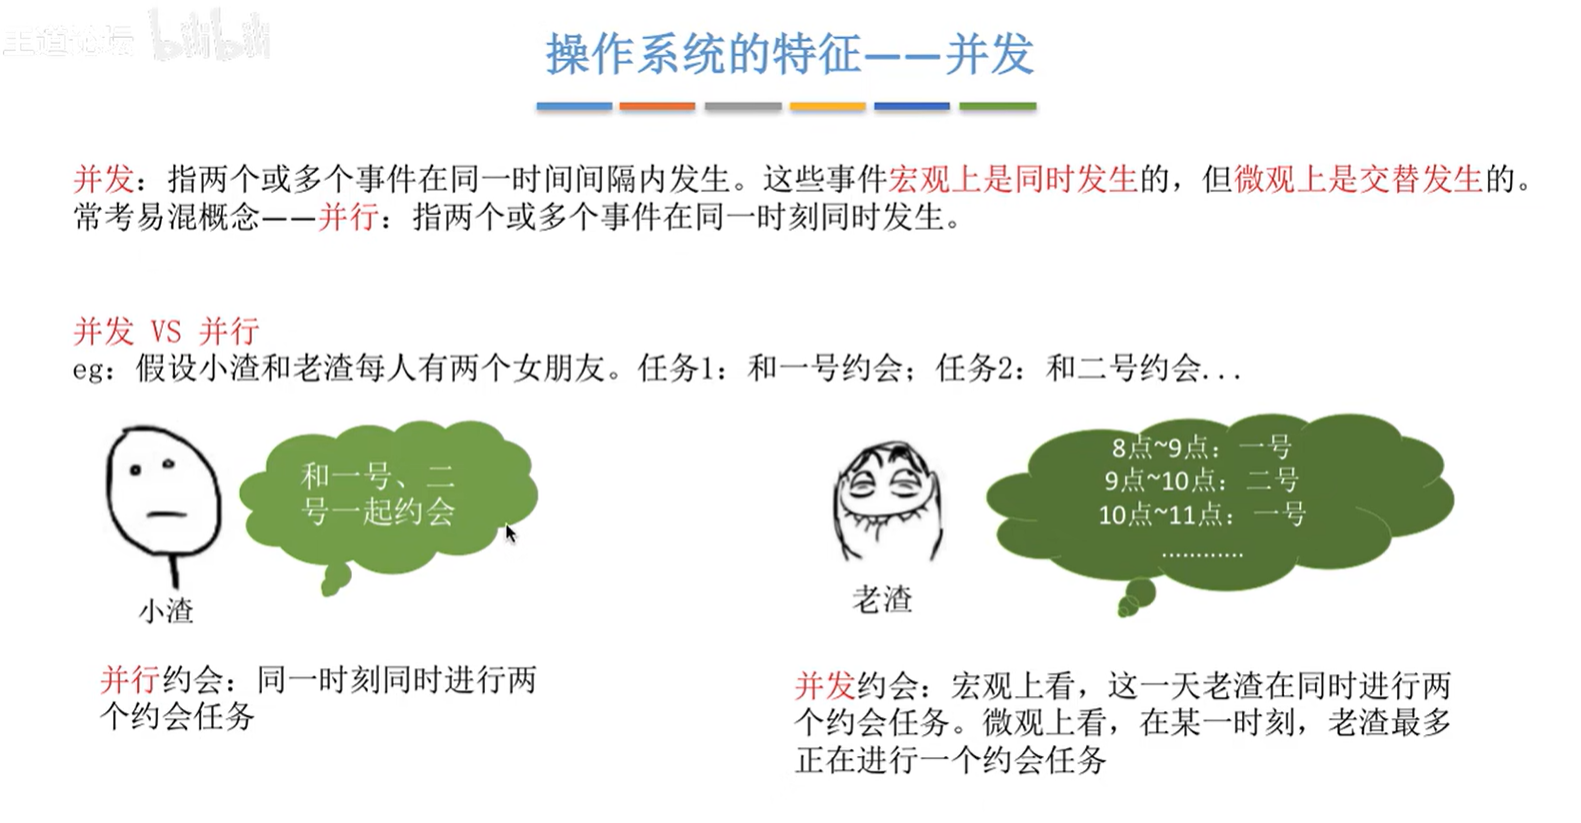 王道论坛 bilibili
操作系统的特征——并发
并发：指两个或多个事件在同一时间间隔内发生。这些事件宏观上是同时发生的，但微观上是交替发生的。
常考易混概念——并行：指两个或多个事件在同一时刻同时发生。
并发 VS 并行
eg：假设小渣和老渣每人有两个女朋友。任务1：和一号约会；任务2：和二号约会...
和一号、二
号一起约会
小渣
并行约会：同一时刻同时进行两
个约会任务
8点~9点：一号
9点~10点：二号
10点~11点：一号
…………
老渣
并发约会：宏观上看，这一天老渣在同时进行两
个约会任务。微观上看，在某一时刻，老渣最多
正在进行一个约会任务